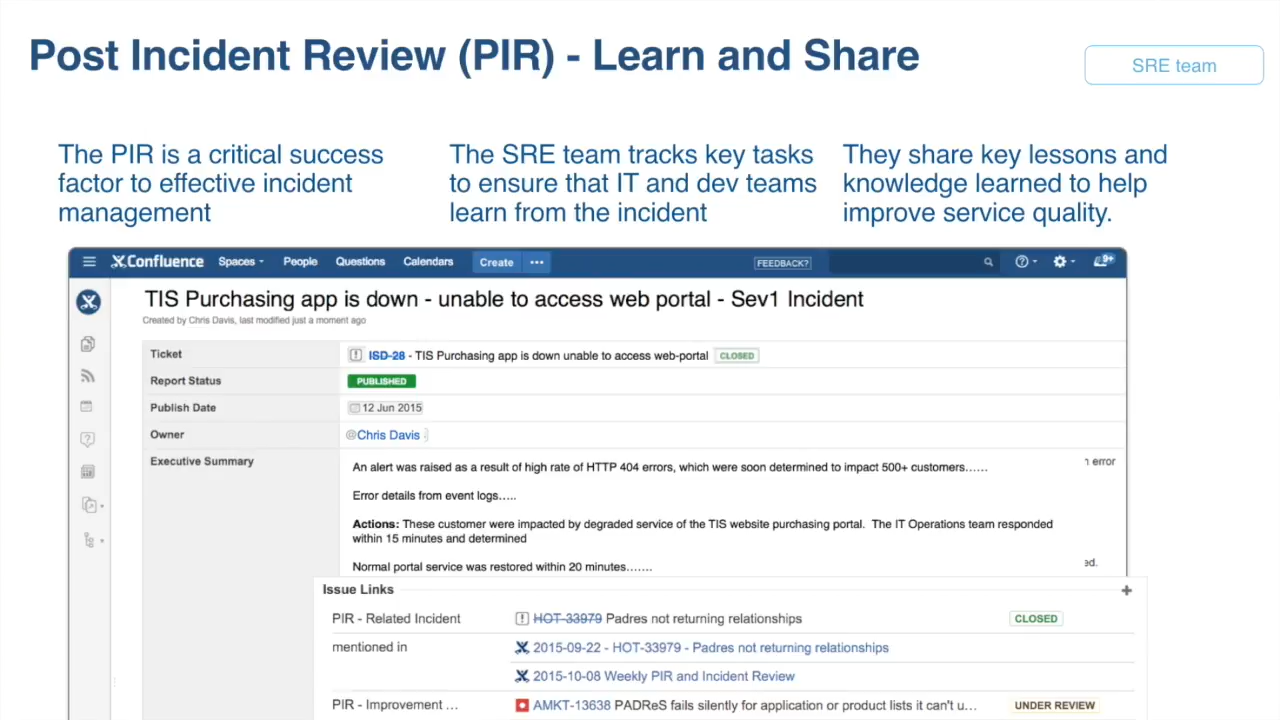 Post Incident Review (PIR) - Learn and Share
SRE team
The PIR is a critical success
factor to effective incident
management
The SRE team tracks key tasks
to ensure that IT and dev teams
learn from the incident
They share key lessons and
knowledge learned to help
improve service quality.
Confluence Spaces People Questions Calendars Create ••• FEEDBACK? 9+
TIS Purchasing app is down - unable to access web portal - Sev1 Incident
Created by Chris Davis, last modified just a moment ago
Ticket ISD-28 - TIS Purchasing app is down unable to access web-portal CLOSED
Report Status PUBLISHED
Publish Date 12 Jun 2015
Owner @Chris Davis
Executive Summary
An alert was raised as a result of high rate of HTTP 404 errors, which were soon determined to impact 500+ customers......
error
Error details from event logs.....
Actions: These customer were impacted by degraded service of the TIS website purchasing portal. The IT Operations team responded
within 15 minutes and determined
ed.
Normal portal service was restored within 20 minutes.......
Issue Links +
PIR - Related Incident HOT-33979 Padres not returning relationships CLOSED
mentioned in 2015-09-22 - HOT-33979 - Padres not returning relationships
2015-10-08 Weekly PIR and Incident Review
PIR - Improvement ... AMKT-13638 PADReS fails silently for application or product lists it can't u... UNDER REVIEW